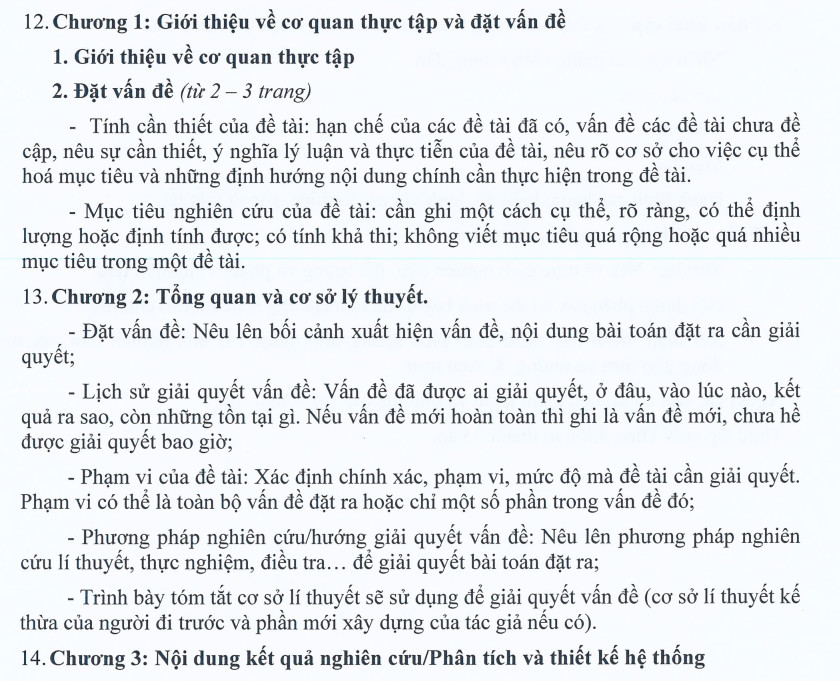 12. Chương 1: Giới thiệu về cơ quan thực tập và đặt vấn đề
1. Giới thiệu về cơ quan thực tập
2. Đặt vấn đề (từ 2 – 3 trang)
- Tính cần thiết của đề tài: hạn chế của các đề tài đã có, vấn đề các đề tài chưa đề
cập, nêu sự cần thiết, ý nghĩa lý luận và thực tiễn của đề tài, nêu rõ cơ sở cho việc cụ thể
hoá mục tiêu và những định hướng nội dung chính cần thực hiện trong đề tài.
- Mục tiêu nghiên cứu của đề tài: cần ghi một cách cụ thể, rõ ràng, có thể định
lượng hoặc định tính được; có tính khả thi; không viết mục tiêu quá rộng hoặc quá nhiều
mục tiêu trong một đề tài.
13. Chương 2: Tổng quan và cơ sở lý thuyết.
- Đặt vấn đề: Nêu lên bối cảnh xuất hiện vấn đề, nội dung bài toán đặt ra cần giải
quyết;
- Lịch sử giải quyết vấn đề: Vấn đề đã được ai giải quyết, ở đâu, vào lúc nào, kết
quả ra sao, còn những tồn tại gì. Nếu vấn đề mới hoàn toàn thì ghi là vấn đề mới, chưa hề
được giải quyết bao giờ;
- Phạm vi của đề tài: Xác định chính xác, phạm vi, mức độ mà đề tài cần giải quyết.
Phạm vi có thể là toàn bộ vấn đề đặt ra hoặc chỉ một số phần trong vấn đề đó;
- Phương pháp nghiên cứu/hướng giải quyết vấn đề: Nêu lên phương pháp nghiên
cứu lí thuyết, thực nghiệm, điều tra… để giải quyết bài toán đặt ra;
- Trình bày tóm tắt cơ sở lí thuyết sẽ sử dụng để giải quyết vấn đề (cơ sở lí thuyết kế
thừa của người đi trước và phần mới xây dựng của tác giả nếu có).
14. Chương 3: Nội dung kết quả nghiên cứu/Phân tích và thiết kế hệ thống